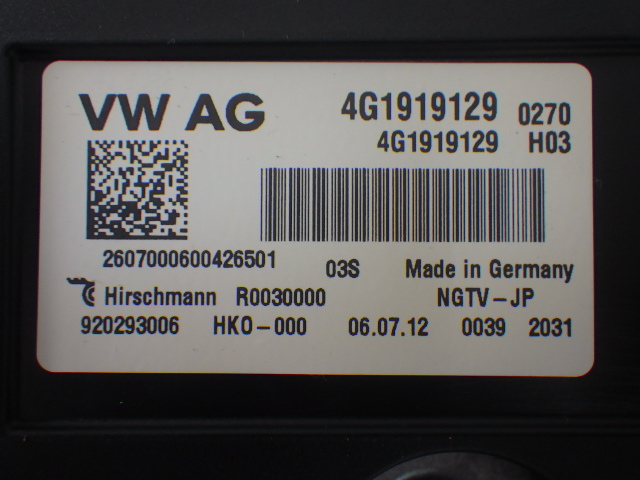 VW AG 4G1919129 0270
4G1919129 H03
2607000600426501 03S Made in Germany
Hirschmann R0030000 NGTV-JP
920293006 HKO-000 06.07.12 0039 2031